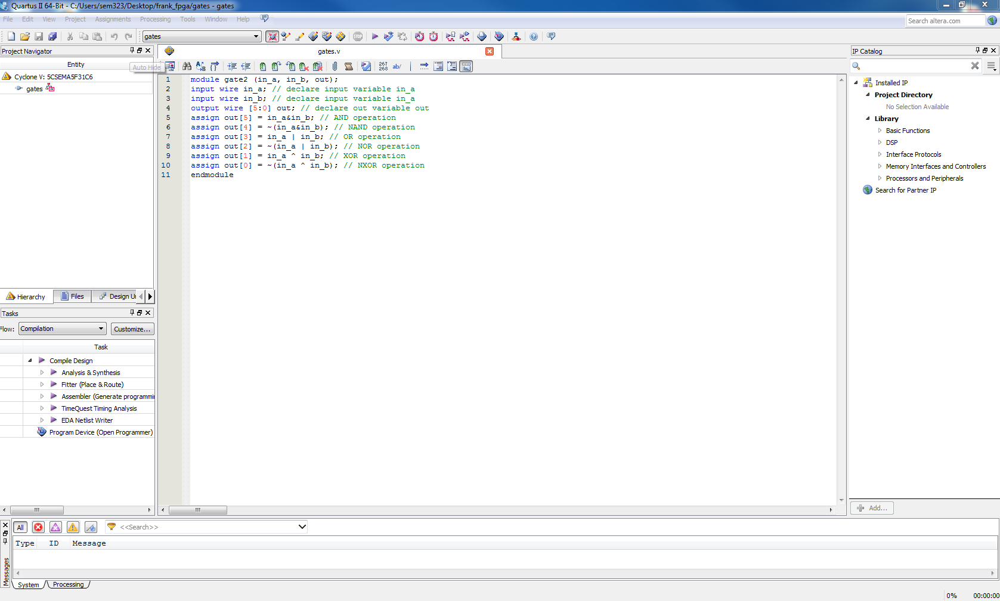 Quartus II 64-Bit - C:/Users/sem323/Desktop/frank_fpga/gates - gates
File Edit View Project Assignments Processing Tools Window Help
Search altera.com
gates
Project Navigator
Entity
Auto Hide
Cyclone V: 5CSEMA5F31C6
gates
Hierarchy Files Design U
Tasks
Flow: Compilation Customize...
Task
Compile Design
Analysis & Synthesis
Fitter (Place & Route)
Assembler (Generate programmi
TimeQuest Timing Analysis
EDA Netlist Writer
Program Device (Open Programmer)
gates.v
267
268 ab/
1 module gate2 (in_a, in_b, out);
2 input wire in_a; // declare input variable in_a
3 input wire in_b; // declare input variable in_a
4 output wire [5:0] out; // declare out variable out
5 assign out[5] = in_a&in_b; // AND operation
6 assign out[4] = ~(in_a&in_b); // NAND operation
7 assign out[3] = in_a | in_b; // OR operation
8 assign out[2] = ~(in_a | in_b); // NOR operation
9 assign out[1] = in_a ^ in_b; // XOR operation
10 assign out[0] = ~(in_a ^ in_b); // NXOR operation
11 endmodule
IP Catalog
Installed IP
Project Directory
No Selection Available
Library
Basic Functions
DSP
Interface Protocols
Memory Interfaces and Controllers
Processors and Peripherals
Search for Partner IP
Add...
All <<Search>>
Type ID Message
Messages
System Processing
0% 00:00:00